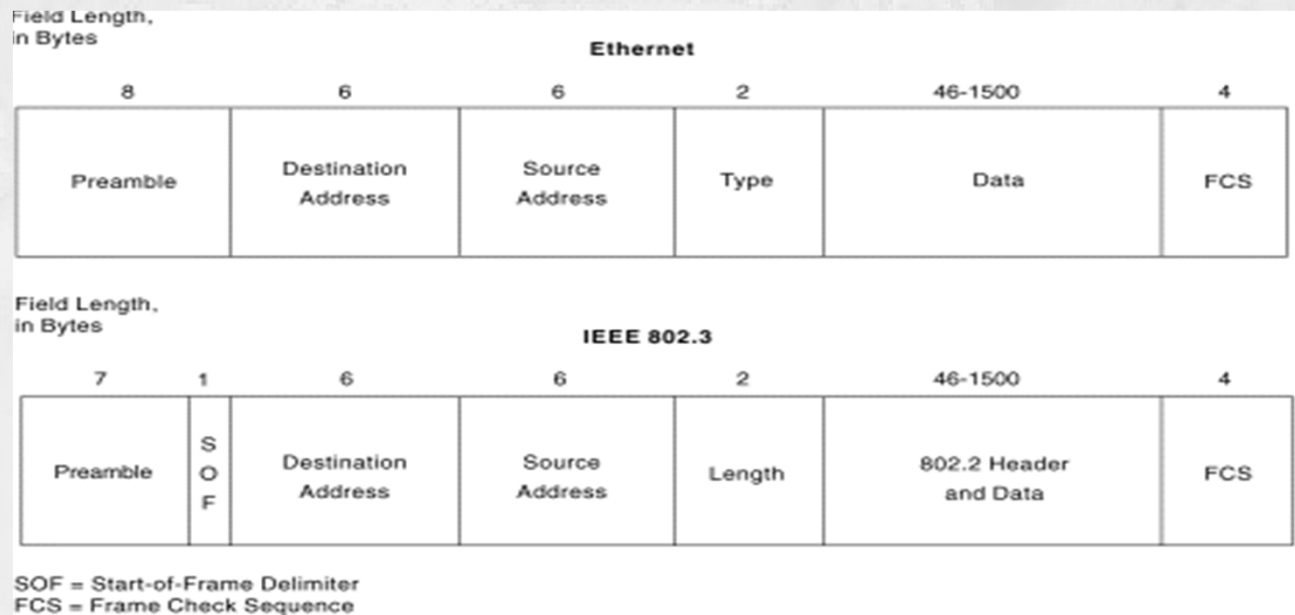 Field Length,
in Bytes
Ethernet
8 6 6 2 46-1500 4
Preamble Destination Address Source Address Type Data FCS
Field Length,
in Bytes
IEEE 802.3
7 1 6 6 2 46-1500 4
Preamble SOF Destination Address Source Address Length 802.2 Header and Data FCS
SOF = Start-of-Frame Delimiter
FCS = Frame Check Sequence